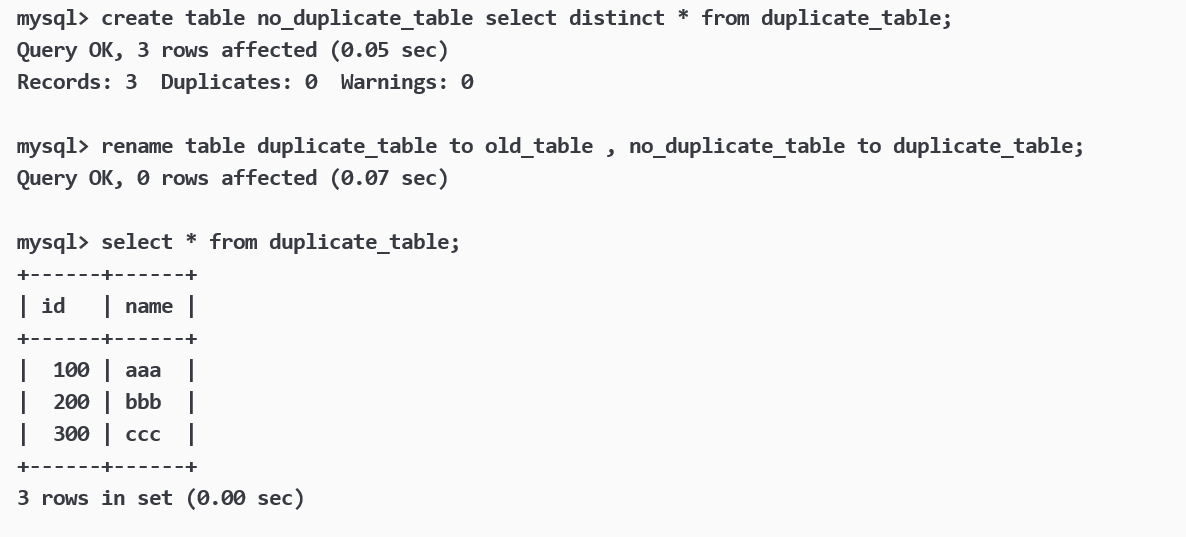 mysql> create table no_duplicate_table select distinct * from duplicate_table;
Query OK, 3 rows affected (0.05 sec)
Records: 3  Duplicates: 0  Warnings: 0

mysql> rename table duplicate_table to old_table , no_duplicate_table to duplicate_table;
Query OK, 0 rows affected (0.07 sec)

mysql> select * from duplicate_table;
+------+------+
| id   | name |
+------+------+
|  100 | aaa  |
|  200 | bbb  |
|  300 | ccc  |
+------+------+
3 rows in set (0.00 sec)